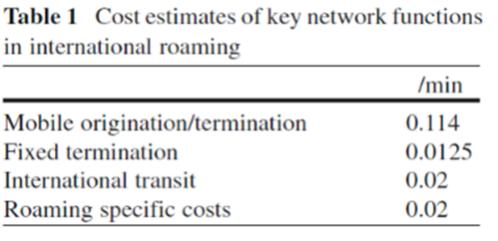 Table 1 Cost estimates of key network functions
in international roaming
/min
Mobile origination/termination 0.114
Fixed termination 0.0125
International transit 0.02
Roaming specific costs 0.02